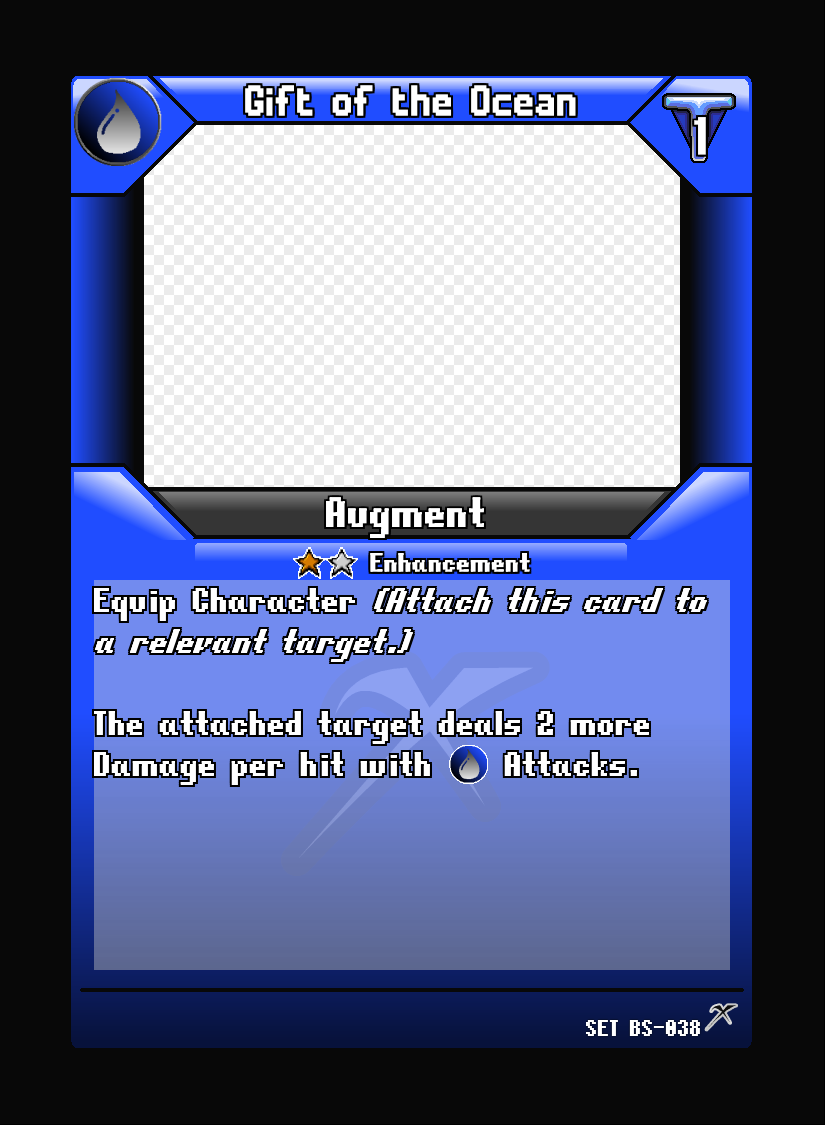 Gift of the Ocean
1
Augment
Enhancement
Equip Character (Attach this card to
a relevant target.)
The attached target deals 2 more
Damage per hit with Attacks.
SET BS-038